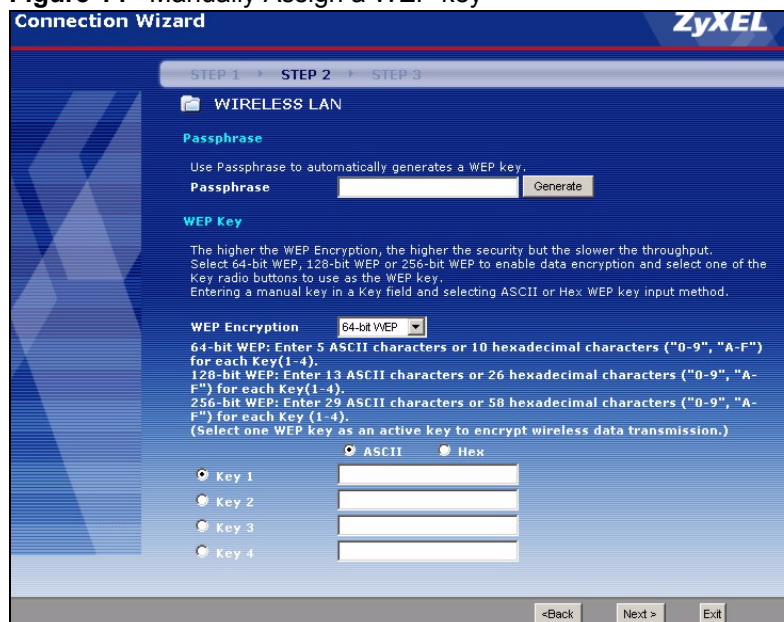 Connection Wizard
ZyXEL
STEP 1 STEP 2 STEP 3
WIRELESS LAN
Passphrase
Use Passphrase to automatically generates a WEP key.
Passphrase
Generate
WEP Key
The higher the WEP Encryption, the higher the security but the slower the throughput.
Select 64-bit WEP, 128-bit WEP or 256-bit WEP to enable data encryption and select one of the
Key radio buttons to use as the WEP key.
Entering a manual key in a Key field and selecting ASCII or Hex WEP key input method.
WEP Encryption 64-bit WEP
64-bit WEP: Enter 5 ASCII characters or 10 hexadecimal characters ("0-9", "A-F")
for each Key(1-4).
128-bit WEP: Enter 13 ASCII characters or 26 hexadecimal characters ("0-9", "A-
F") for each Key(1-4).
256-bit WEP: Enter 29 ASCII characters or 58 hexadecimal characters ("0-9", "A-
F") for each Key (1-4).
(Select one WEP key as an active key to encrypt wireless data transmission.)
ASCII Hex
Key 1
Key 2
Key 3
Key 4
<Back Next > Exit